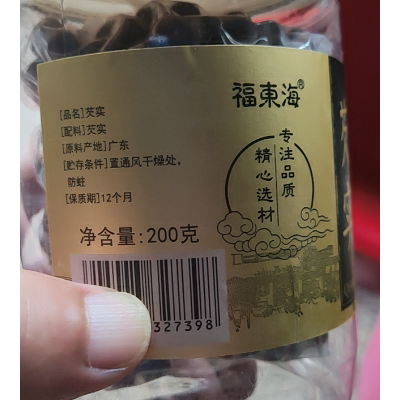 [品名]芡实
[配料]芡实
[原料产地]广东
[贮存条件]置通风干燥处，
防蛀
[保质期]12个月
净含量:200克
327398
福東海®
专注品质
精心选材